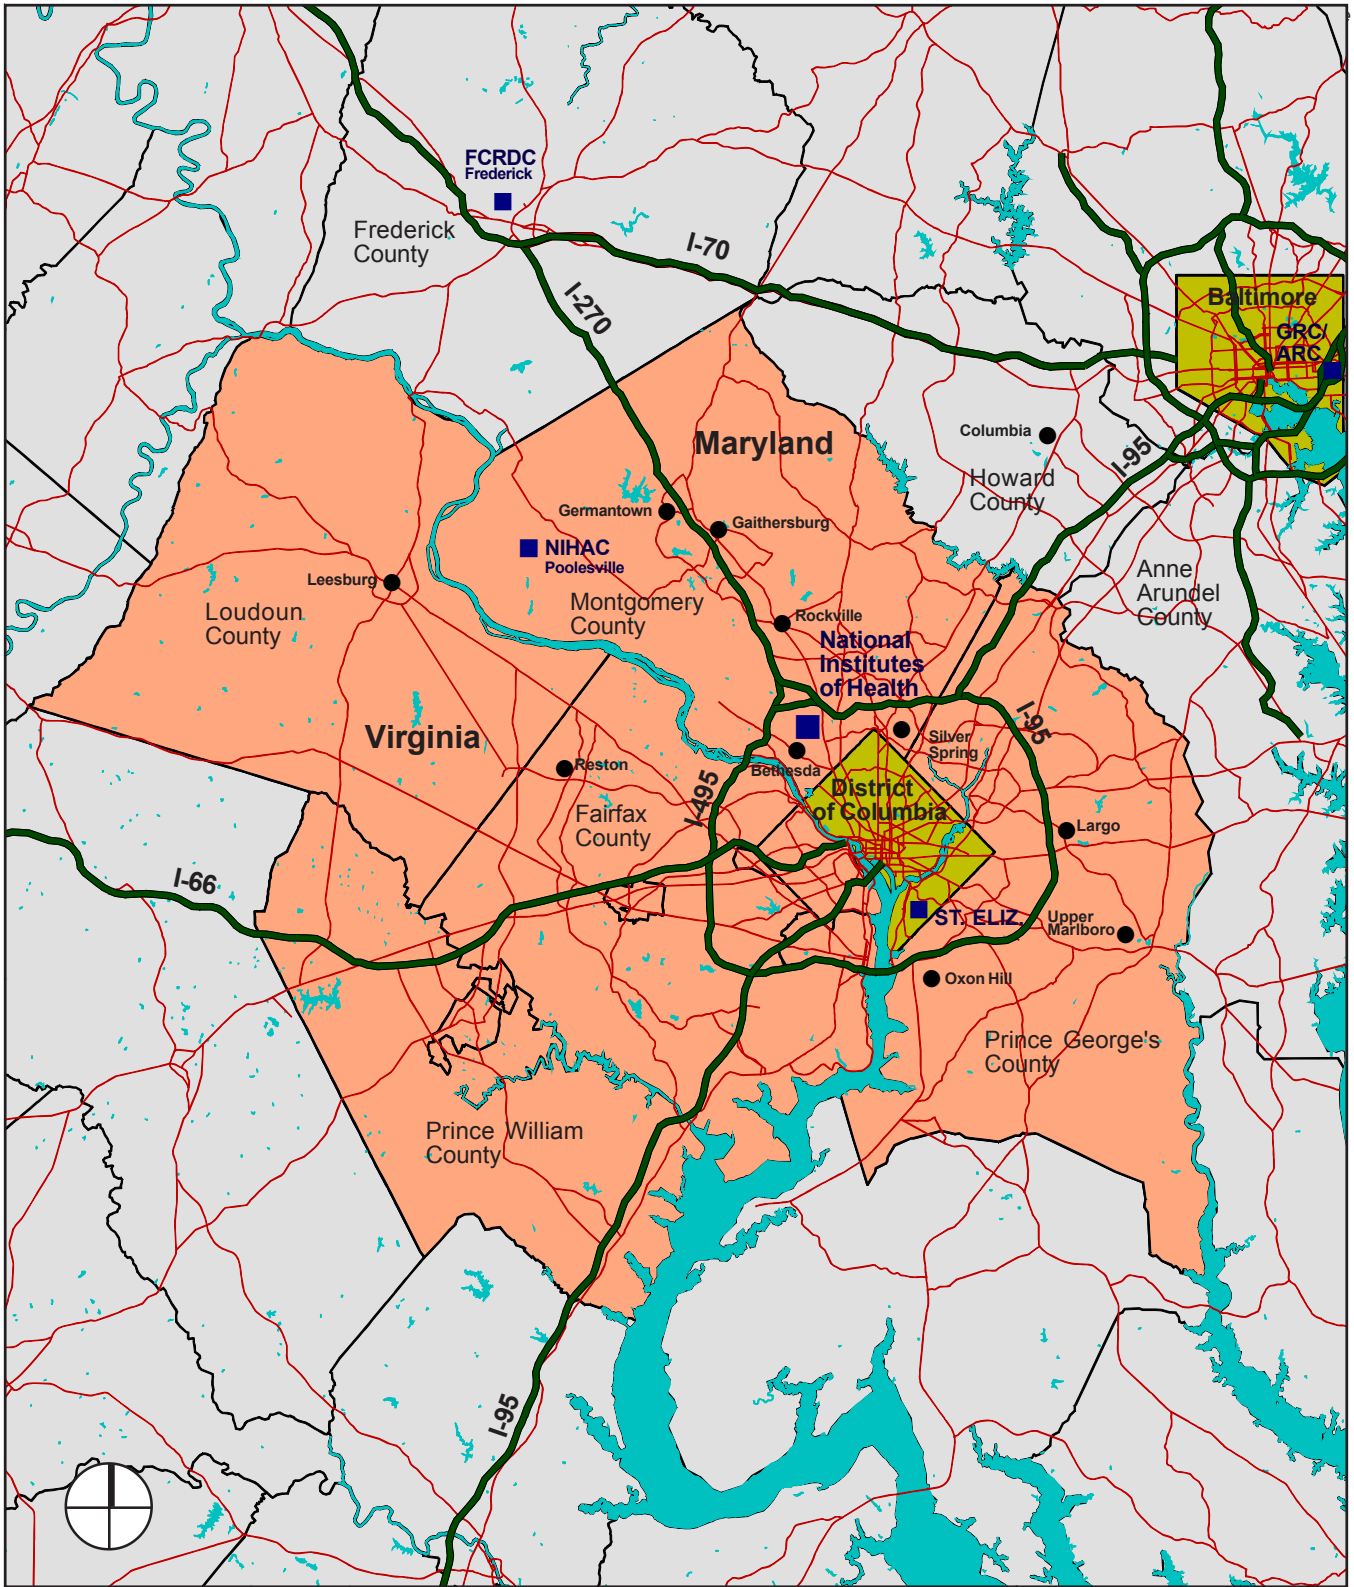 FCRDC
Frederick
Frederick
County
I-70
I-270
Baltimore
GRC/
ARC
Maryland
Columbia
I-95
Howard
County
Germantown
Gaithersburg
NIHAC
Poolesville
Leesburg
Loudoun
County
Montgomery
County
Anne
Arundel
County
Rockville
National
Institutes
of Health
I-95
Virginia
Silver
Spring
Reston
Bethesda
I-495
District
of Columbia
Fairfax
County
Largo
I-66
ST. ELIZ.
Upper
Marlboro
Oxon Hill
Prince George's
County
Prince William
County
I-95